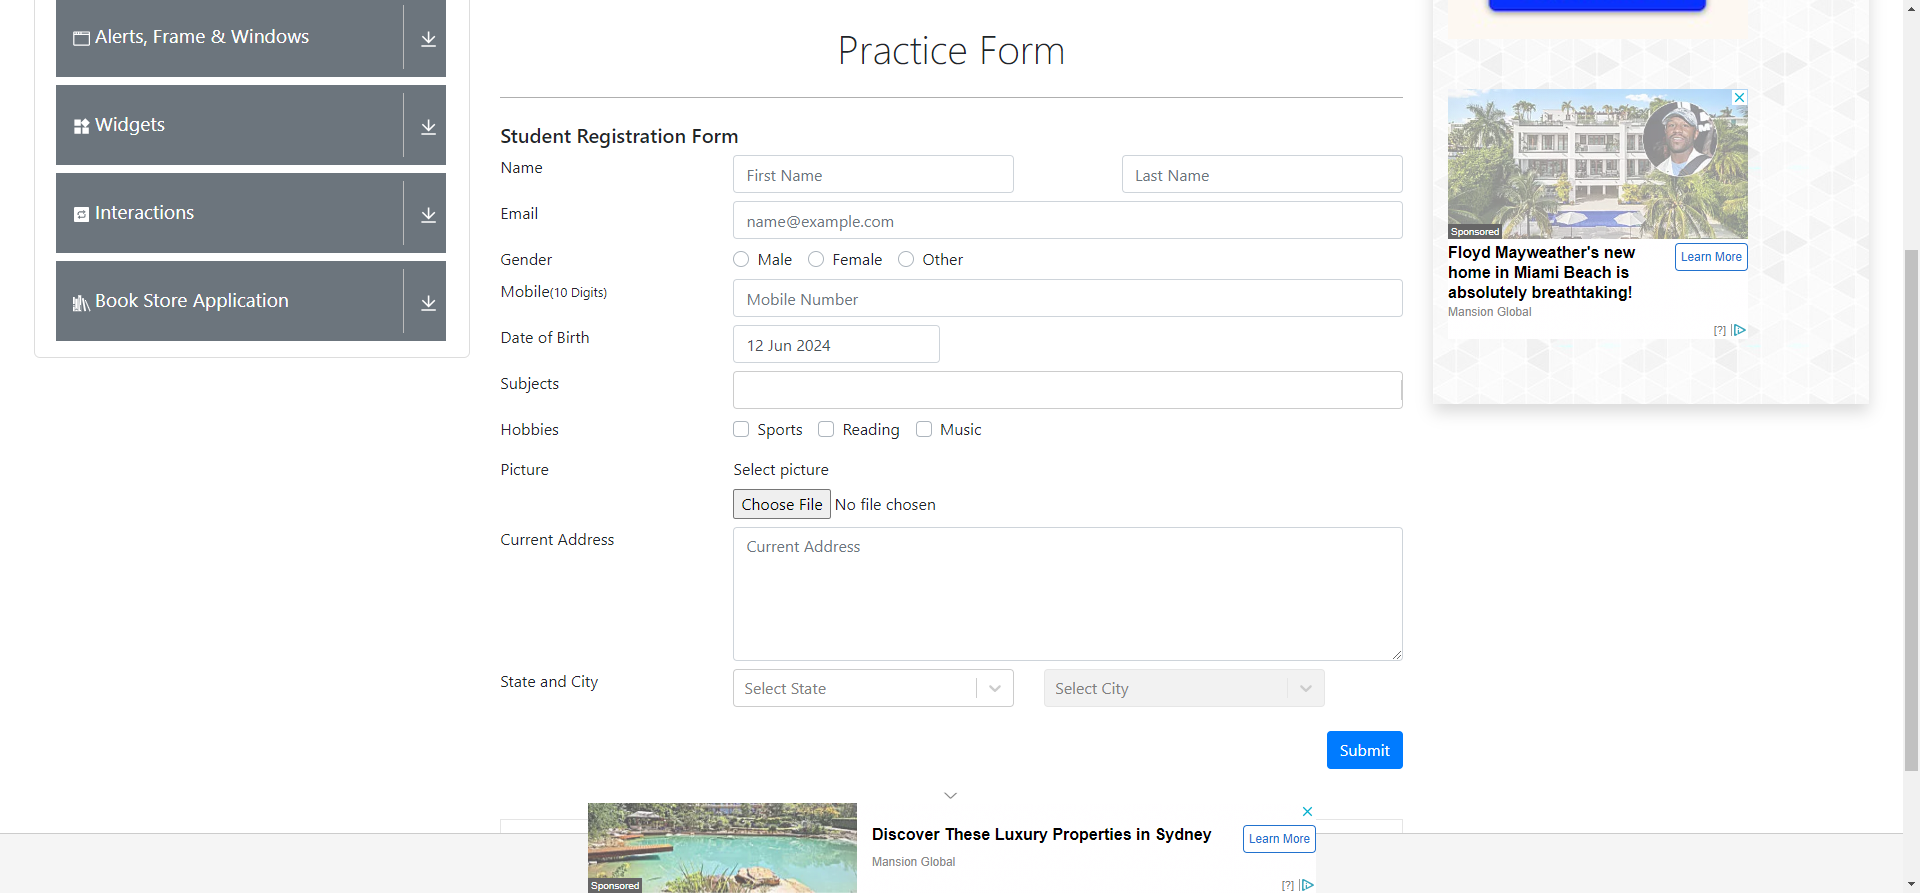 Alerts, Frame & Windows
Widgets
Interactions
Book Store Application
Practice Form
Student Registration Form
Name
First Name
Last Name
Email
name@example.com
Gender
Male Female Other
Mobile(10 Digits)
Mobile Number
Date of Birth
12 Jun 2024
Subjects
Hobbies
Sports Reading Music
Picture
Select picture
Choose File No file chosen
Current Address
Current Address
State and City
Select State
Select City
Submit
Sponsored
Floyd Mayweather's new
home in Miami Beach is
absolutely breathtaking!
Learn More
Mansion Global
[?]
Sponsored
Discover These Luxury Properties in Sydney
Mansion Global
Learn More
[?]